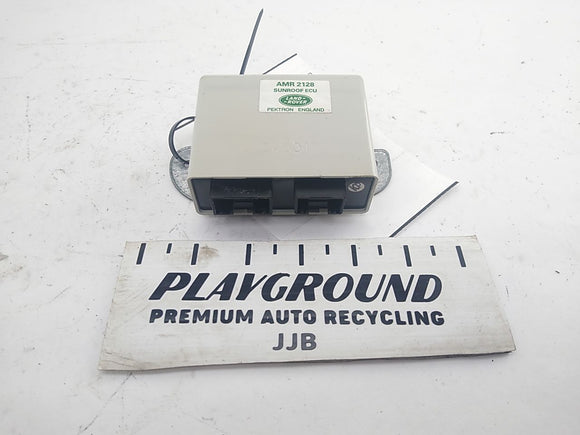 AMR 2128
SUNROOF ECU
LAND
ROVER
PEKTRON ENGLAND
PLAYGROUND
PREMIUM AUTO RECYCLING
JJB